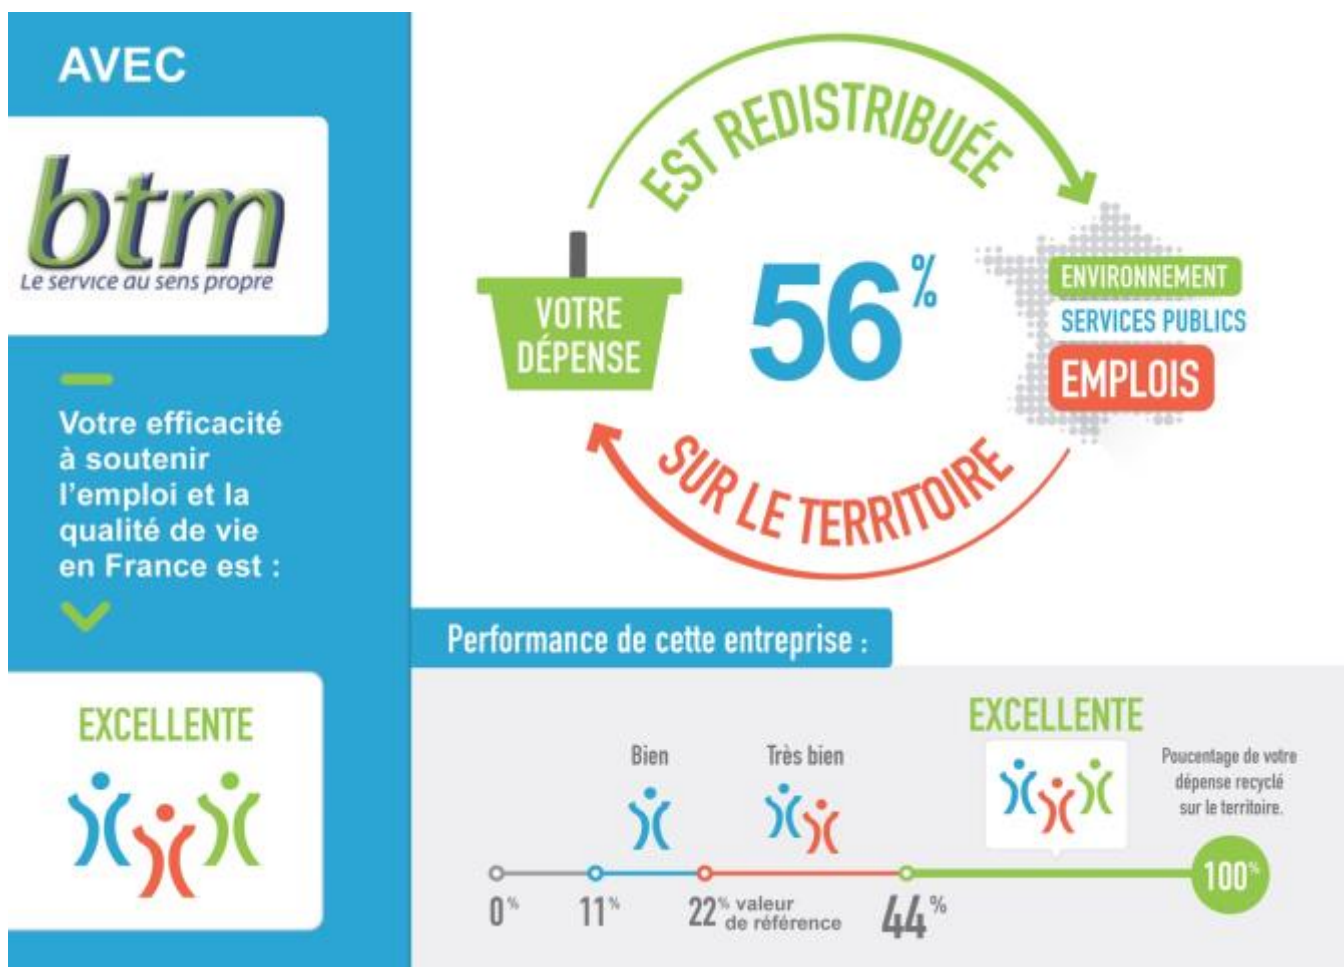 AVEC
btm
Le service au sens propre
Votre efficacité
à soutenir
l'emploi et la
qualité de vie
en France est :
EXCELLENTE
EST REDISTRIBUÉE
VOTRE
DÉPENSE
56%
ENVIRONNEMENT
SERVICES PUBLICS
EMPLOIS
SUR LE TERRITOIRE
Performance de cette entreprise :
Bien
Très bien
EXCELLENTE
Poucentage de votre
dépense recyclé
sur le territoire.
0%
11%
22% valeur
de référence
44%
100%